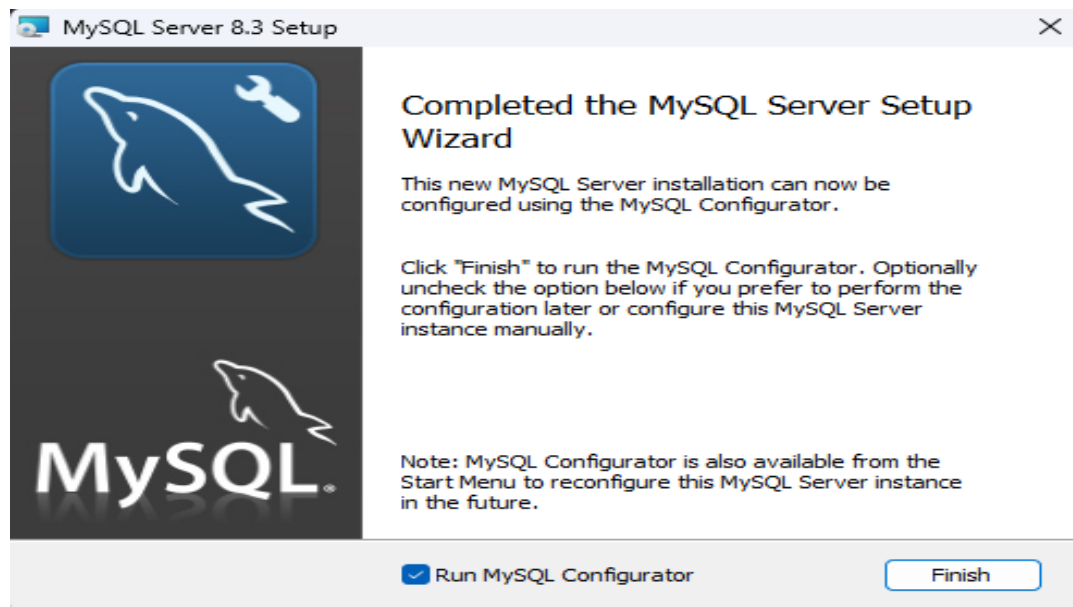 MySQL Server 8.3 Setup
Completed the MySQL Server Setup
Wizard
This new MySQL Server installation can now be
configured using the MySQL Configurator.
Click "Finish" to run the MySQL Configurator. Optionally
uncheck the option below if you prefer to perform the
configuration later or configure this MySQL Server
instance manually.
MySQL®
Note: MySQL Configurator is also available from the
Start Menu to reconfigure this MySQL Server instance
in the future.
Run MySQL Configurator
Finish